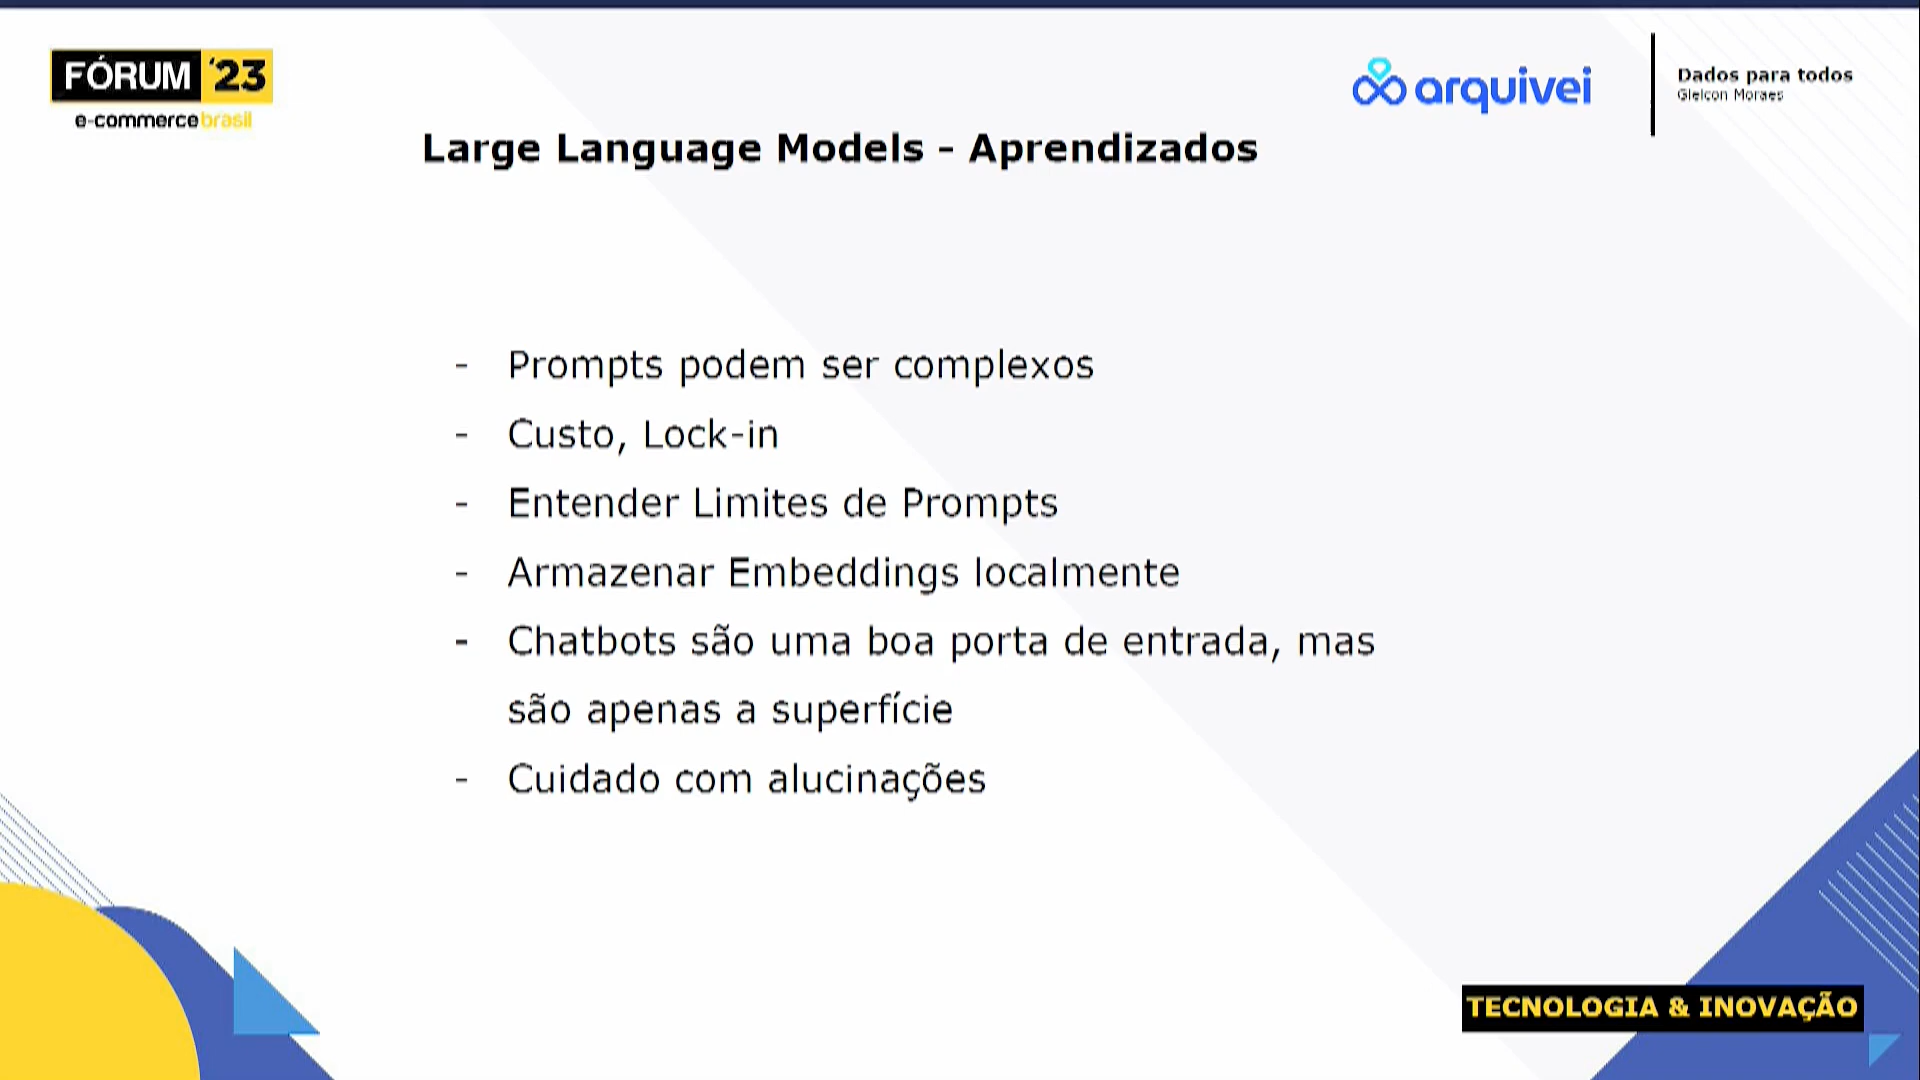 FÓRUM '23
e-commercebrasil
arquivei
Dados para todos
Gleicon Moraes
Large Language Models - Aprendizados
- Prompts podem ser complexos
- Custo, Lock-in
- Entender Limites de Prompts
- Armazenar Embeddings localmente
- Chatbots são uma boa porta de entrada, mas
são apenas a superfície
- Cuidado com alucinações
TECNOLOGIA & INOVAÇÃO